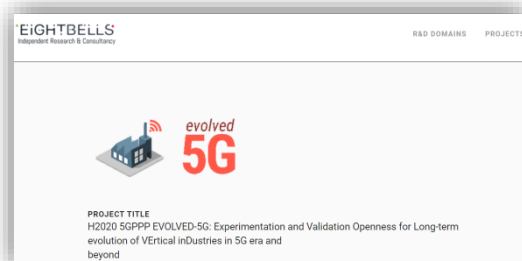 EIGHTBELLS
Independent Research & Consultancy
R&D DOMAINS PROJECTS
evolved
5G
PROJECT TITLE
H2020 5GPPP EVOLVED-5G: Experimentation and Validation Openness for Long-term
evolution of VErtical inDustries in 5G era and
beyond